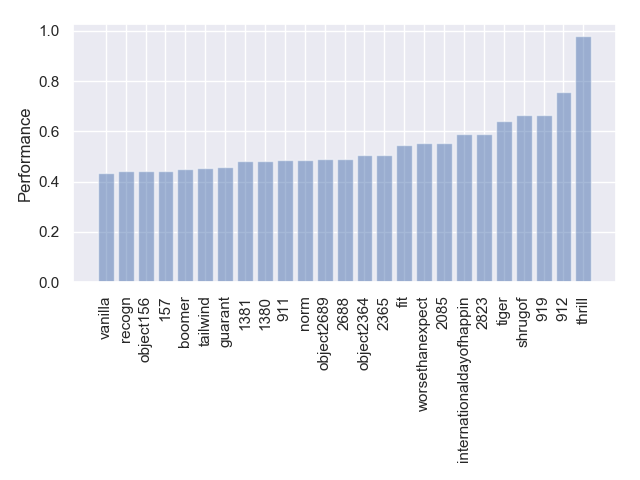 1.0
0.8
0.6
0.4
0.2
0.0
Performance
vanilla
recogn
object156
157
boomer
tailwind
guarant
1381
1380
911
norm
object2689
2688
object2364
2365
fit
worsethanexpect
2085
internationaldayofhappin
2823
tiger
shrugof
919
912
thrill